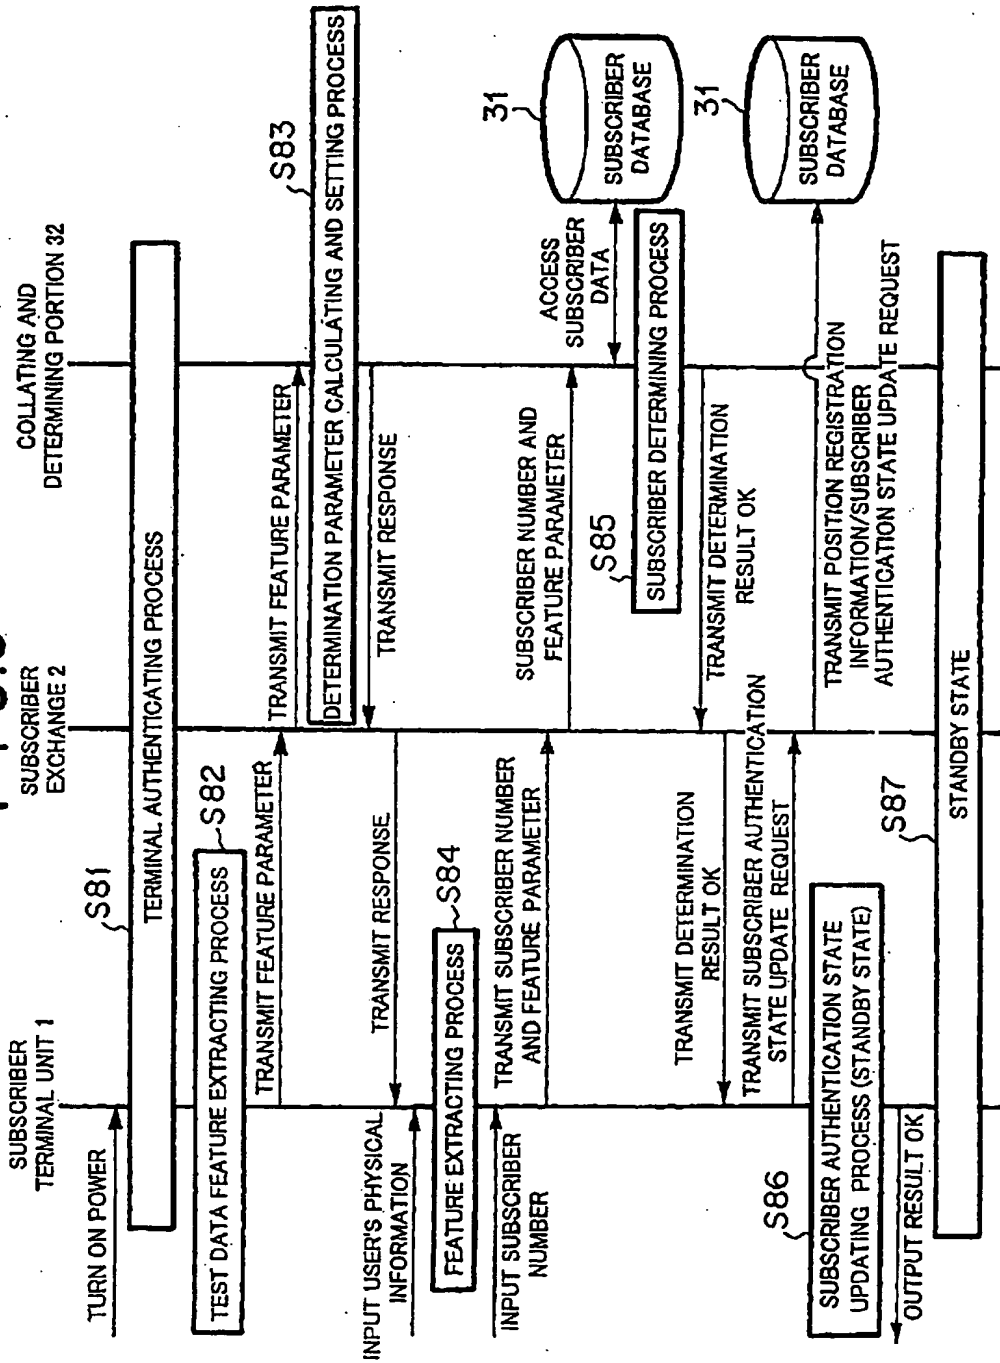 SUBSCRIBER
TERMINAL UNIT 1
SUBSCRIBER
EXCHANGE 2
COLLATING AND
DETERMINING PORTION 32
TURN ON POWER
S81
TERMINAL AUTHENTICATING PROCESS
TEST DATA FEATURE EXTRACTING PROCESS
S82
TRANSMIT FEATURE PARAMETER
TRANSMIT FEATURE PARAMETER
S83
DETERMINATION PARAMETER CALCULATING AND SETTING PROCESS
TRANSMIT RESPONSE
TRANSMIT RESPONSE
INPUT USER'S PHYSICAL
INFORMATION
FEATURE EXTRACTING PROCESS
S84
INPUT SUBSCRIBER
NUMBER
TRANSMIT SUBSCRIBER NUMBER
AND FEATURE PARAMETER
SUBSCRIBER NUMBER AND
FEATURE PARAMETER
ACCESS
SUBSCRIBER
DATA
31
SUBSCRIBER
DATABASE
S85
SUBSCRIBER DETERMINING PROCESS
TRANSMIT DETERMINATION
RESULT OK
TRANSMIT DETERMINATION
RESULT OK
TRANSMIT SUBSCRIBER AUTHENTICATION
STATE UPDATE REQUEST
31
SUBSCRIBER
DATABASE
TRANSMIT POSITION REGISTRATION
INFORMATION/SUBSCRIBER
AUTHENTICATION STATE UPDATE REQUEST
S86
SUBSCRIBER AUTHENTICATION STATE
UPDATING PROCESS (STANDBY STATE)
OUTPUT RESULT OK
S87
STANDBY STATE